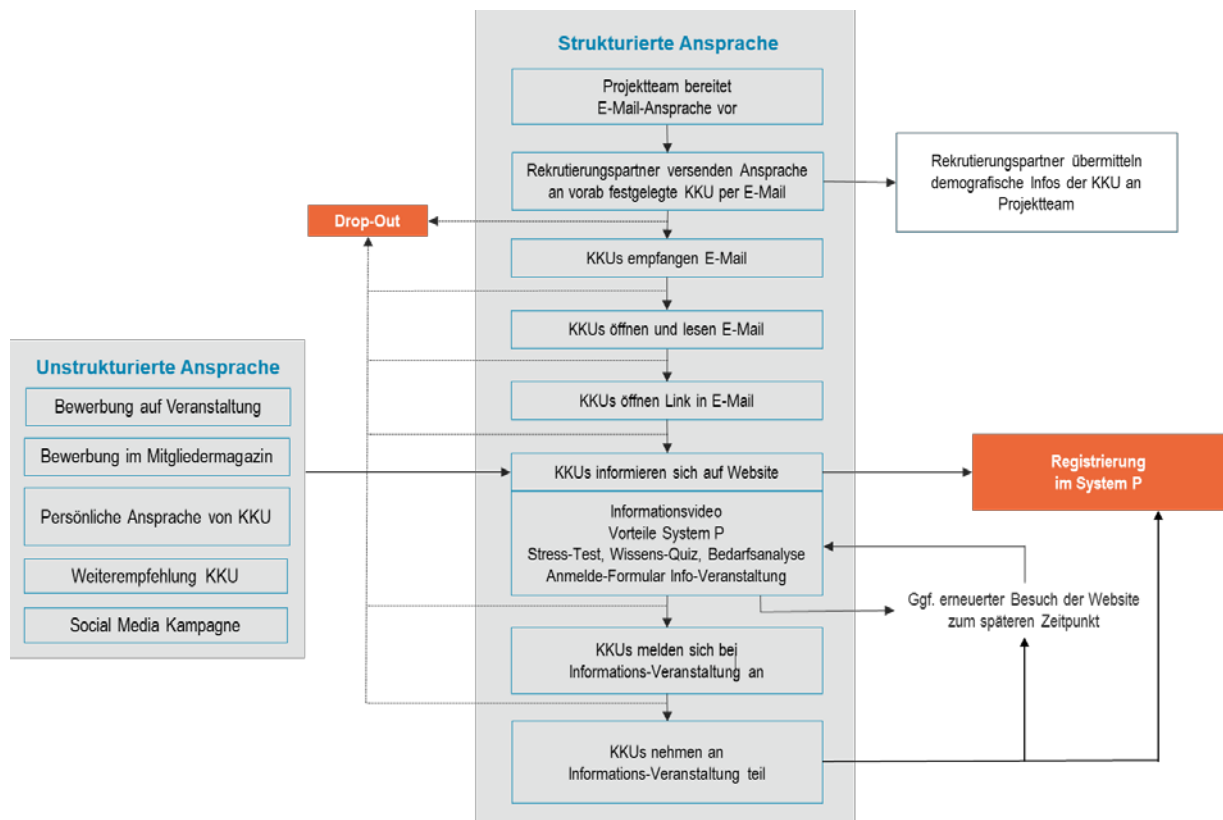 Strukturierte Ansprache
Projektteam bereitet
E-Mail-Ansprache vor
Rekrutierungspartner versenden Ansprache
an vorab festgelegte KKU per E-Mail
Rekrutierungspartner übermitteln
demografische Infos der KKU an
Projektteam
Drop-Out
KKUs empfangen E-Mail
KKUs öffnen und lesen E-Mail
KKUs öffnen Link in E-Mail
Unstrukturierte Ansprache
Bewerbung auf Veranstaltung
Bewerbung im Mitgliedermagazin
Persönliche Ansprache von KKU
Weiterempfehlung KKU
Social Media Kampagne
KKUs informieren sich auf Website
Informationsvideo
Vorteile System P
Stress-Test, Wissens-Quiz, Bedarfsanalyse
Anmelde-Formular Info-Veranstaltung
Registrierung
im System P
Ggf. erneuerter Besuch der Website
zum späteren Zeitpunkt
KKUs melden sich bei
Informations-Veranstaltung an
KKUs nehmen an
Informations-Veranstaltung teil